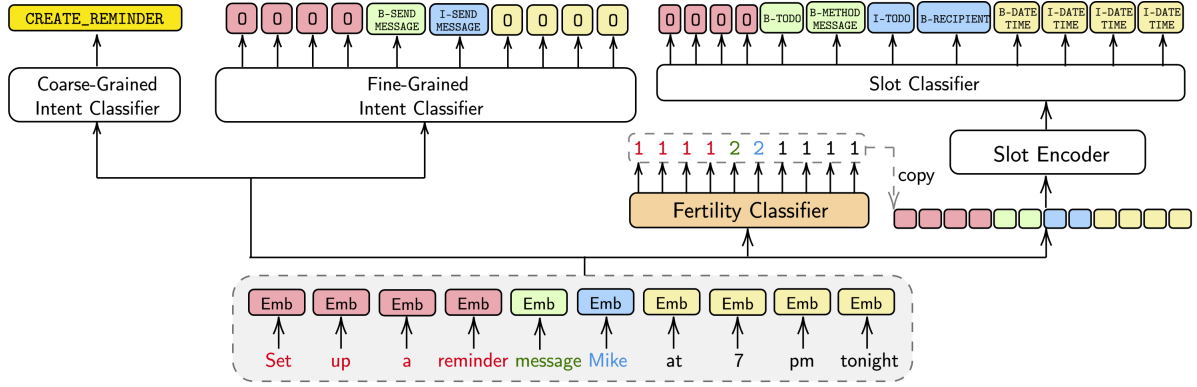 CREATE_REMINDER
O O O O B-SEND MESSAGE I-SEND MESSAGE O O O O
O O O O B-TODO B-METHOD MESSAGE I-TODO B-RECIPIENT B-DATE TIME I-DATE TIME I-DATE TIME I-DATE TIME
Coarse-Grained
Intent Classifier
Fine-Grained
Intent Classifier
Slot Classifier
1 1 1 1 2 2 1 1 1 1
Slot Encoder
copy
Fertility Classifier
Emb Emb Emb Emb Emb Emb Emb Emb Emb Emb
Set up a reminder message Mike at 7 pm tonight